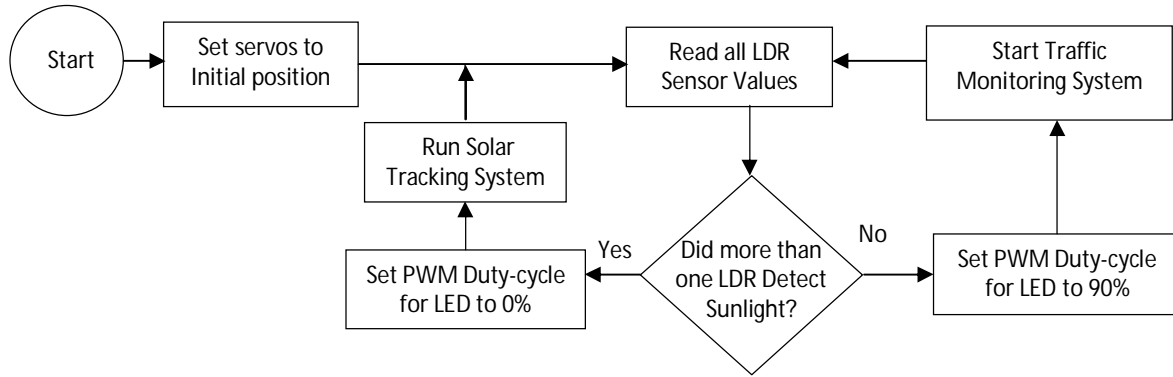 Start
Set servos to
Initial position
Read all LDR
Sensor Values
Start Traffic
Monitoring System
Run Solar
Tracking System
Yes
Did more than
one LDR Detect
Sunlight?
No
Set PWM Duty-cycle
for LED to 0%
Set PWM Duty-cycle
for LED to 90%